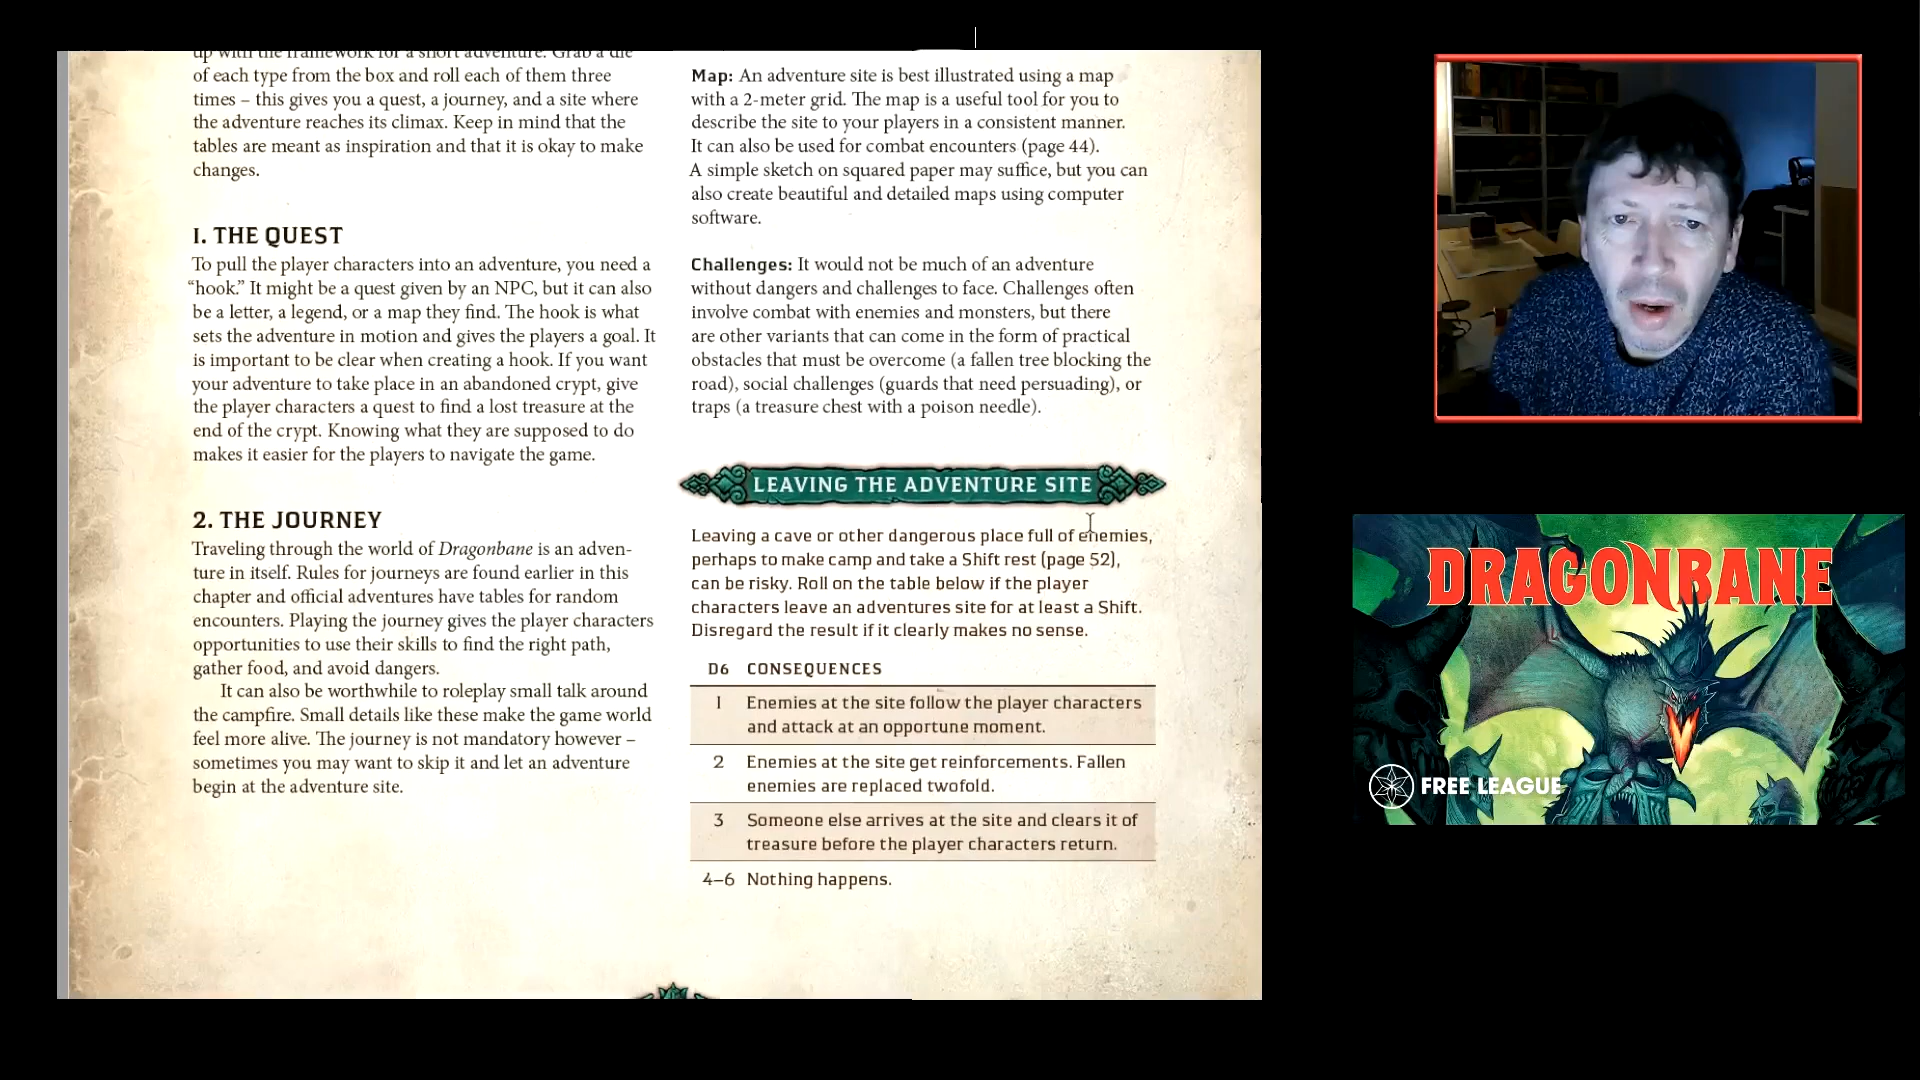 up with the framework for a short adventure. Grab a die
of each type from the box and roll each of them three
times – this gives you a quest, a journey, and a site where
the adventure reaches its climax. Keep in mind that the
tables are meant as inspiration and that it is okay to make
changes.
1. THE QUEST
To pull the player characters into an adventure, you need a
“hook.” It might be a quest given by an NPC, but it can also
be a letter, a legend, or a map they find. The hook is what
sets the adventure in motion and gives the players a goal. It
is important to be clear when creating a hook. If you want
your adventure to take place in an abandoned crypt, give
the player characters a quest to find a lost treasure at the
end of the crypt. Knowing what they are supposed to do
makes it easier for the players to navigate the game.
2. THE JOURNEY
Traveling through the world of Dragonbane is an adven-
ture in itself. Rules for journeys are found earlier in this
chapter and official adventures have tables for random
encounters. Playing the journey gives the player characters
opportunities to use their skills to find the right path,
gather food, and avoid dangers.
It can also be worthwhile to roleplay small talk around
the campfire. Small details like these make the game world
feel more alive. The journey is not mandatory however –
sometimes you may want to skip it and let an adventure
begin at the adventure site.
Map: An adventure site is best illustrated using a map
with a 2-meter grid. The map is a useful tool for you to
describe the site to your players in a consistent manner.
It can also be used for combat encounters (page 44).
A simple sketch on squared paper may suffice, but you can
also create beautiful and detailed maps using computer
software.
Challenges: It would not be much of an adventure
without dangers and challenges to face. Challenges often
involve combat with enemies and monsters, but there
are other variants that can come in the form of practical
obstacles that must be overcome (a fallen tree blocking the
road), social challenges (guards that need persuading), or
traps (a treasure chest with a poison needle).
LEAVING THE ADVENTURE SITE
Leaving a cave or other dangerous place full of enemies,
perhaps to make camp and take a Shift rest (page 52),
can be risky. Roll on the table below if the player
characters leave an adventures site for at least a Shift.
Disregard the result if it clearly makes no sense.
D6 CONSEQUENCES
1 Enemies at the site follow the player characters
and attack at an opportune moment.
2 Enemies at the site get reinforcements. Fallen
enemies are replaced twofold.
3 Someone else arrives at the site and clears it of
treasure before the player characters return.
4–6 Nothing happens.
DRAGONBANE
FREE LEAGUE